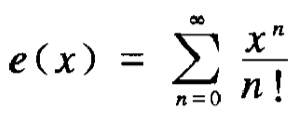 e(x) = ∑_{n=0}^{∞} x^n / n!